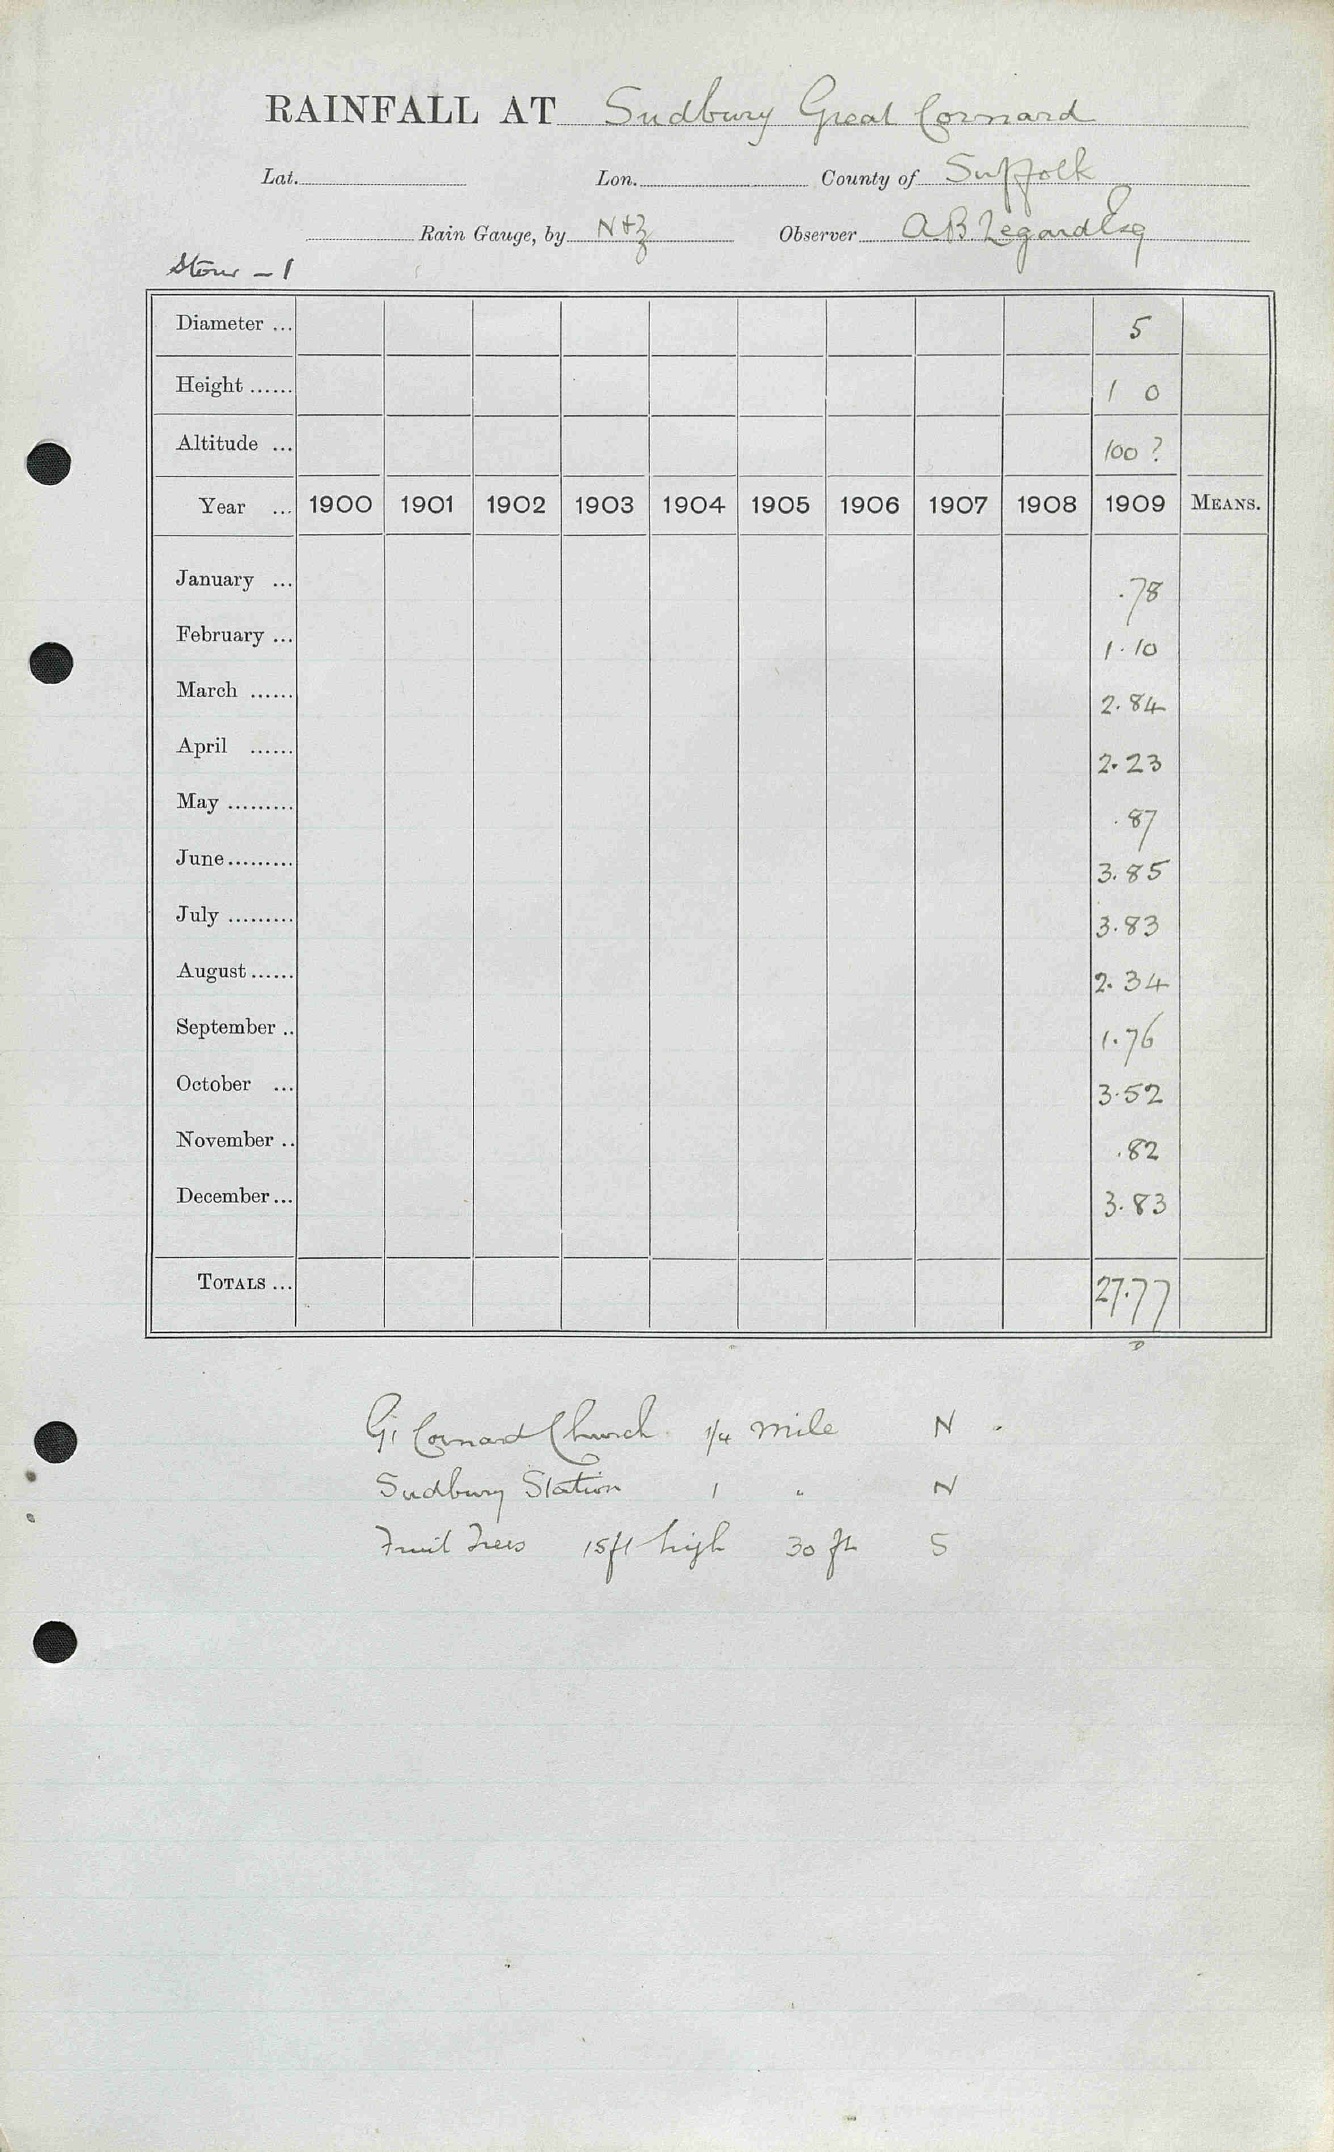 RAINFALL AT Sudbury Great Cornard
Lat. Lon. County of Suffolk
Rain Gauge, by N & Z Observer A B Legard Esq
Stour - 1
Diameter ... 5
Height ...... 1 0
Altitude ... 100 ?
Year ... 1900 1901 1902 1903 1904 1905 1906 1907 1908 1909 MEANS.
January ... .78
February ... 1.10
March ...... 2.84
April ...... 2.23
May ......... .87
June ......... 3.85
July ......... 3.83
August ...... 2.34
September .. 1.76
October ... 3.52
November .. .82
December ... 3.83
TOTALS ... 27.77
Gt Cornard Church 1/4 mile N
Sudbury Station 1 " N
Fruit Trees 15 ft high 30 ft S